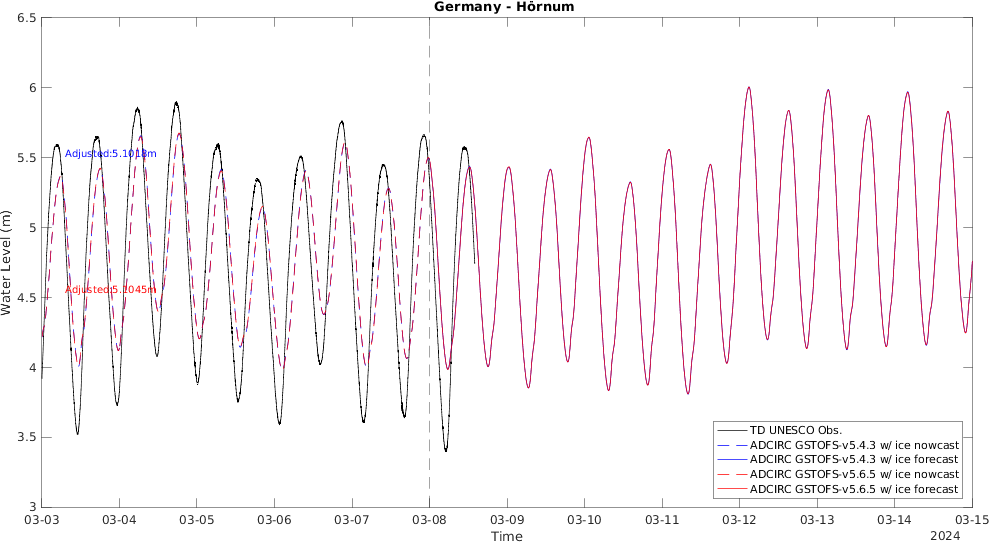 Germany - Hörnum
6.5
6
5.5
5
4.5
4
3.5
3
Water Level (m)
Adjusted:5.1018m
Adjusted:5.1045m
TD UNESCO Obs.
ADCIRC GSTOFS-v5.4.3 w/ ice nowcast
ADCIRC GSTOFS-v5.4.3 w/ ice forecast
ADCIRC GSTOFS-v5.6.5 w/ ice nowcast
ADCIRC GSTOFS-v5.6.5 w/ ice forecast
03-03 03-04 03-05 03-06 03-07 03-08 03-09 03-10 03-11 03-12 03-13 03-14 03-15
Time
2024